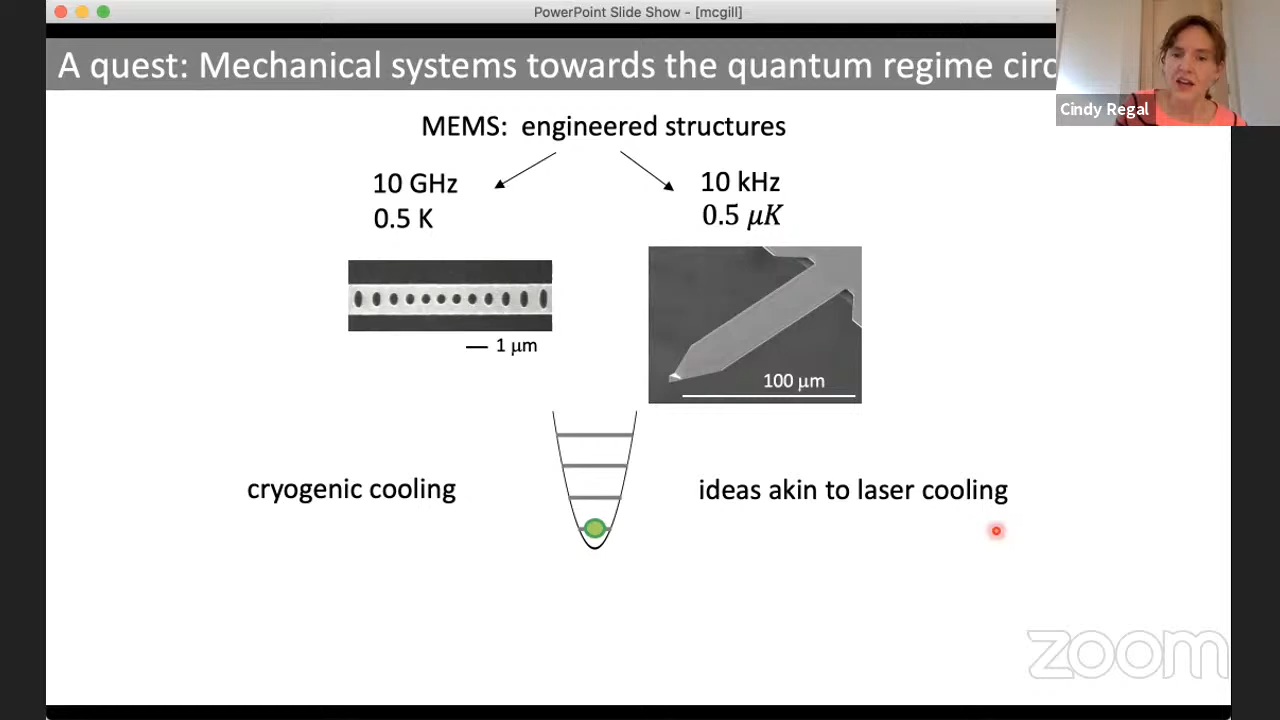 PowerPoint Slide Show - [mcgill]
A quest: Mechanical systems towards the quantum regime circ
Cindy Regal
MEMS: engineered structures
10 GHz
0.5 K
10 kHz
0.5 μK
1 μm
100 μm
cryogenic cooling
ideas akin to laser cooling
zoom